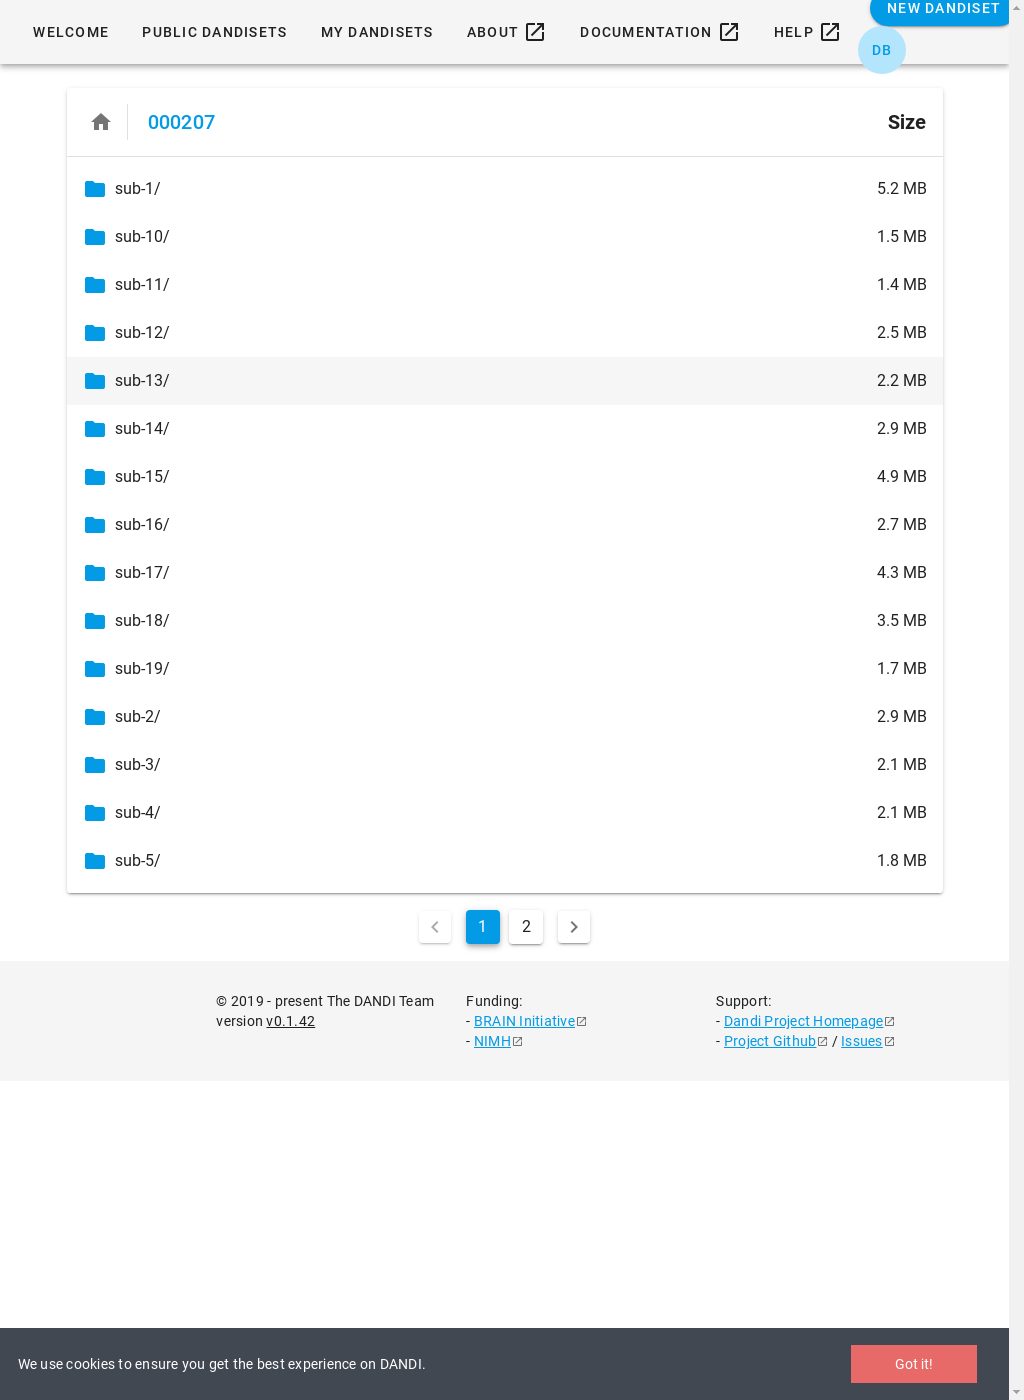 WELCOME PUBLIC DANDISETS MY DANDISETS ABOUT DOCUMENTATION HELP NEW DANDISET
DB
000207 Size
sub-1/ 5.2 MB
sub-10/ 1.5 MB
sub-11/ 1.4 MB
sub-12/ 2.5 MB
sub-13/ 2.2 MB
sub-14/ 2.9 MB
sub-15/ 4.9 MB
sub-16/ 2.7 MB
sub-17/ 4.3 MB
sub-18/ 3.5 MB
sub-19/ 1.7 MB
sub-2/ 2.9 MB
sub-3/ 2.1 MB
sub-4/ 2.1 MB
sub-5/ 1.8 MB
1 2
© 2019 - present The DANDI Team
version v0.1.42
Funding:
- BRAIN Initiative
- NIMH
Support:
- Dandi Project Homepage
- Project Github / Issues
We use cookies to ensure you get the best experience on DANDI. Got it!